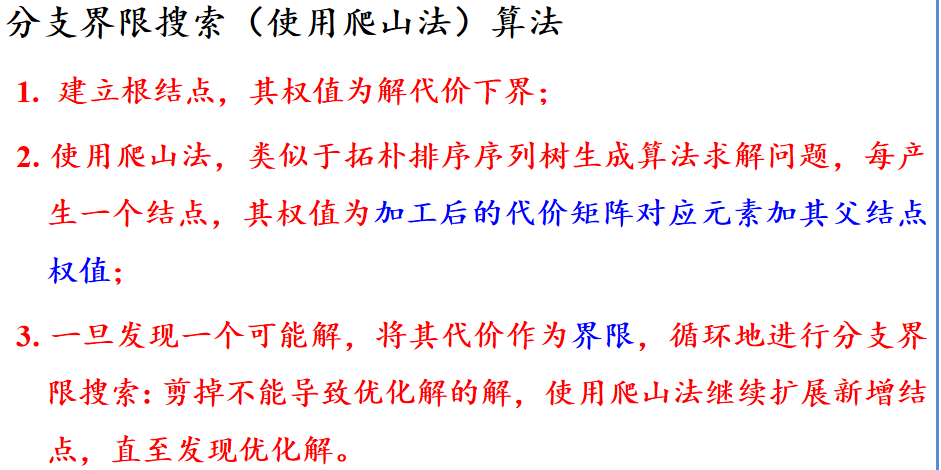 分支界限搜索（使用爬山法）算法
1. 建立根结点，其权值为解代价下界；
2. 使用爬山法，类似于拓朴排序序列树生成算法求解问题，每产
生一个结点，其权值为加工后的代价矩阵对应元素加其父结点
权值；
3. 一旦发现一个可能解，将其代价作为界限，循环地进行分支界
限搜索：剪掉不能导致优化解的解，使用爬山法继续扩展新增结
点，直至发现优化解。